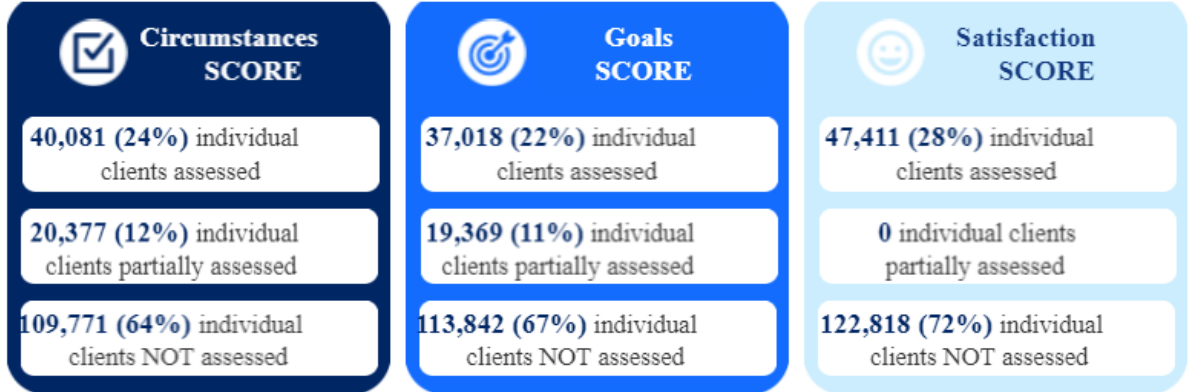 Circumstances
SCORE
40,081 (24%) individual
clients assessed
20,377 (12%) individual
clients partially assessed
109,771 (64%) individual
clients NOT assessed
Goals
SCORE
37,018 (22%) individual
clients assessed
19,369 (11%) individual
clients partially assessed
113,842 (67%) individual
clients NOT assessed
Satisfaction
SCORE
47,411 (28%) individual
clients assessed
0 individual clients
partially assessed
122,818 (72%) individual
clients NOT assessed